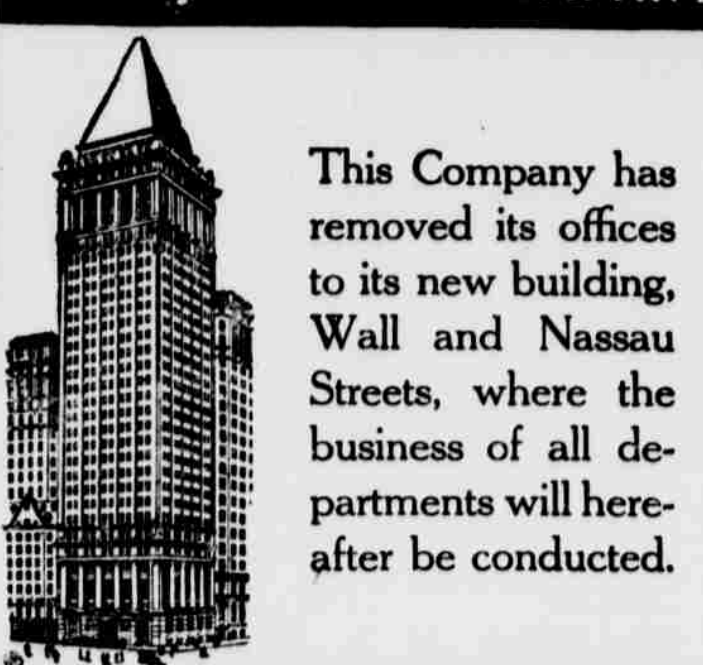 This Company has
removed its offices
to its new building,
Wall and Nassau
Streets, where the
business of all de-
partments will here-
after be conducted.